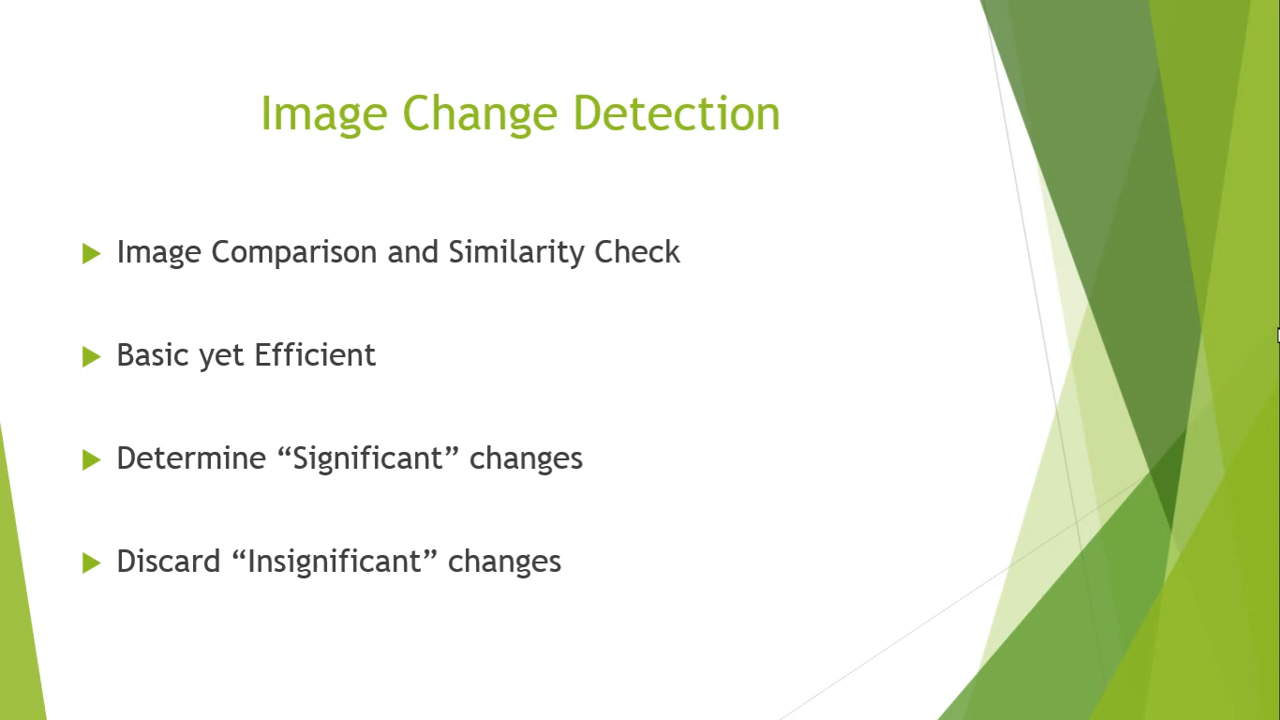 Image Change Detection
Image Comparison and Similarity Check
Basic yet Efficient
Determine “Significant” changes
Discard “Insignificant” changes